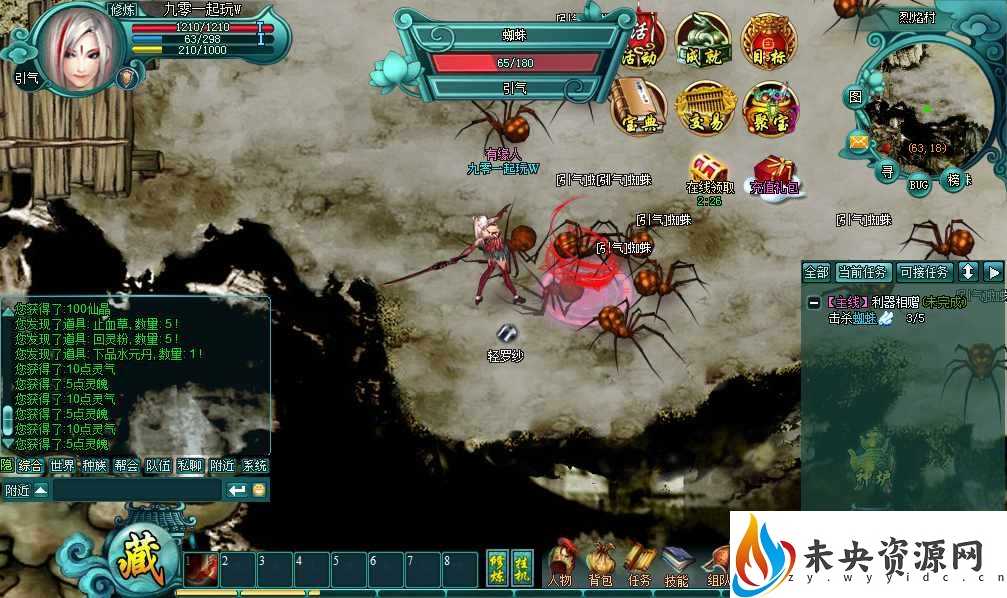 修炼
九零一起玩W
1210/1210
63/298
210/1000
引气
蜘蛛
65/180
引气
活动
成就
目标
宝典
交易
聚宝
在线领取
2:26
充值礼包
烈焰村
图
(63, 18)
寻
BUG
榜
有缘人
九零一起玩W
[引气]蜘蛛
[引气]蜘蛛
[引气]蜘蛛
[引气]蜘蛛
轻罗纱
全部
当前任务
可接任务
【主线】利器相赠(未完成)
击杀蜘蛛 3/5
您获得了:100仙晶
您发现了道具: 止血草, 数量: 5 !
您发现了道具: 回灵粉, 数量: 5 !
您发现了道具: 下品水元丹, 数量: 1 !
您获得了:10点灵气
您获得了:5点灵魄
您获得了:10点灵气
您获得了:5点灵魄
您获得了:10点灵气
您获得了:5点灵魄
隐 综合 世界 种族 帮会 队伍 私聊 附近 系统
附近
藏
1 2 3 4 5 6 7 8
修炼
挂机
人物
背包
任务
技能
组队
未央资源网
zy.wyyidc.cn